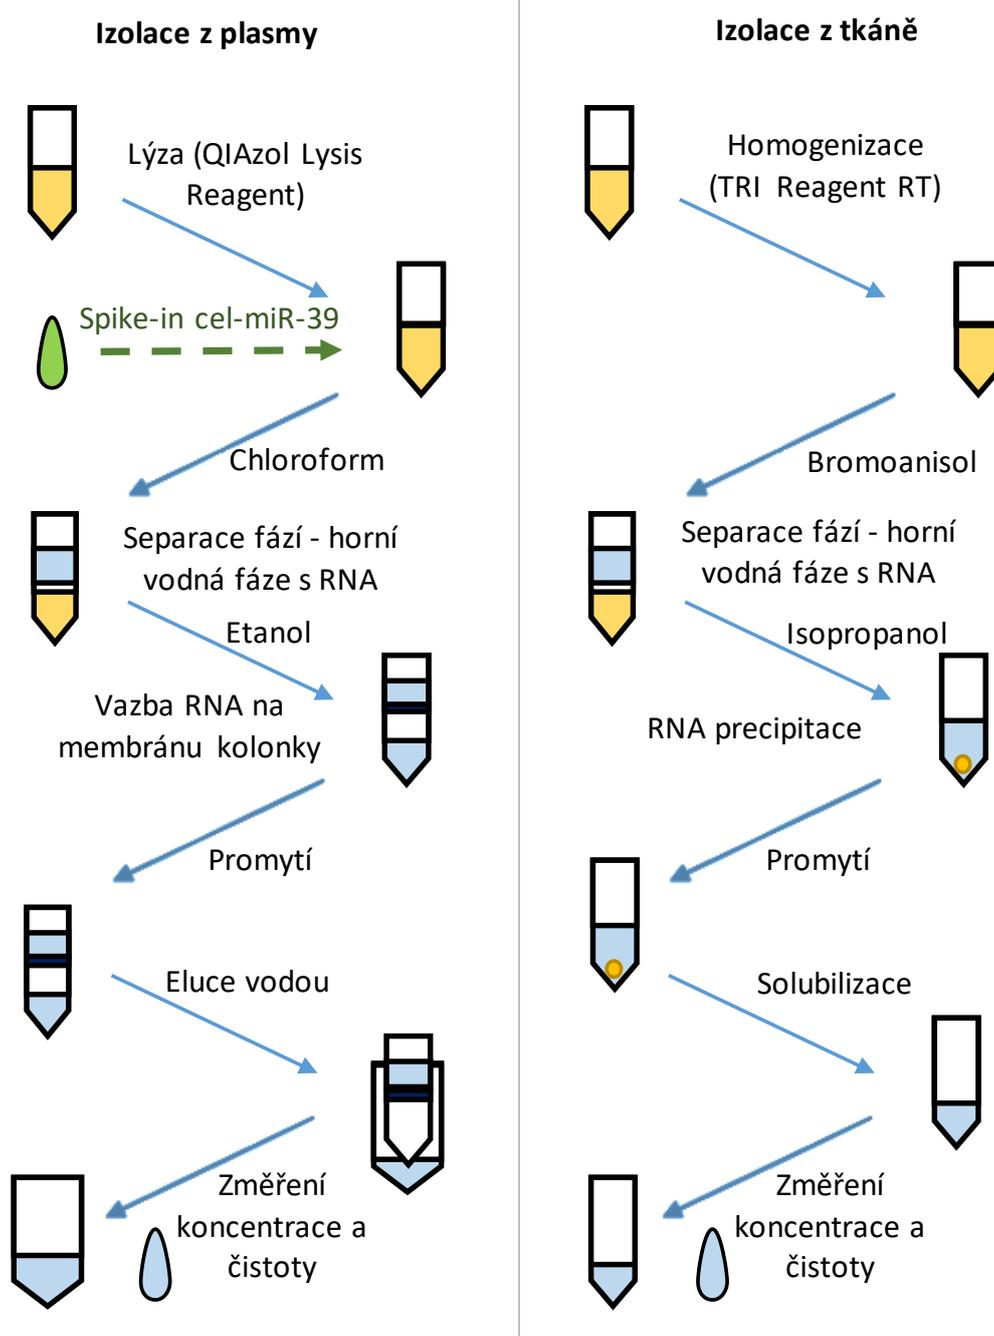 Izolace z plasmy
Lýza (QIAzol Lysis
Reagent)
Spike-in cel-miR-39
Chloroform
Separace fází - horní
vodná fáze s RNA
Etanol
Vazba RNA na
membránu kolonky
Promytí
Eluce vodou
Změření
koncentrace a
čistoty
Izolace z tkáně
Homogenizace
(TRI Reagent RT)
Bromoanisol
Separace fází - horní
vodná fáze s RNA
Isopropanol
RNA precipitace
Promytí
Solubilizace
Změření
koncentrace a
čistoty